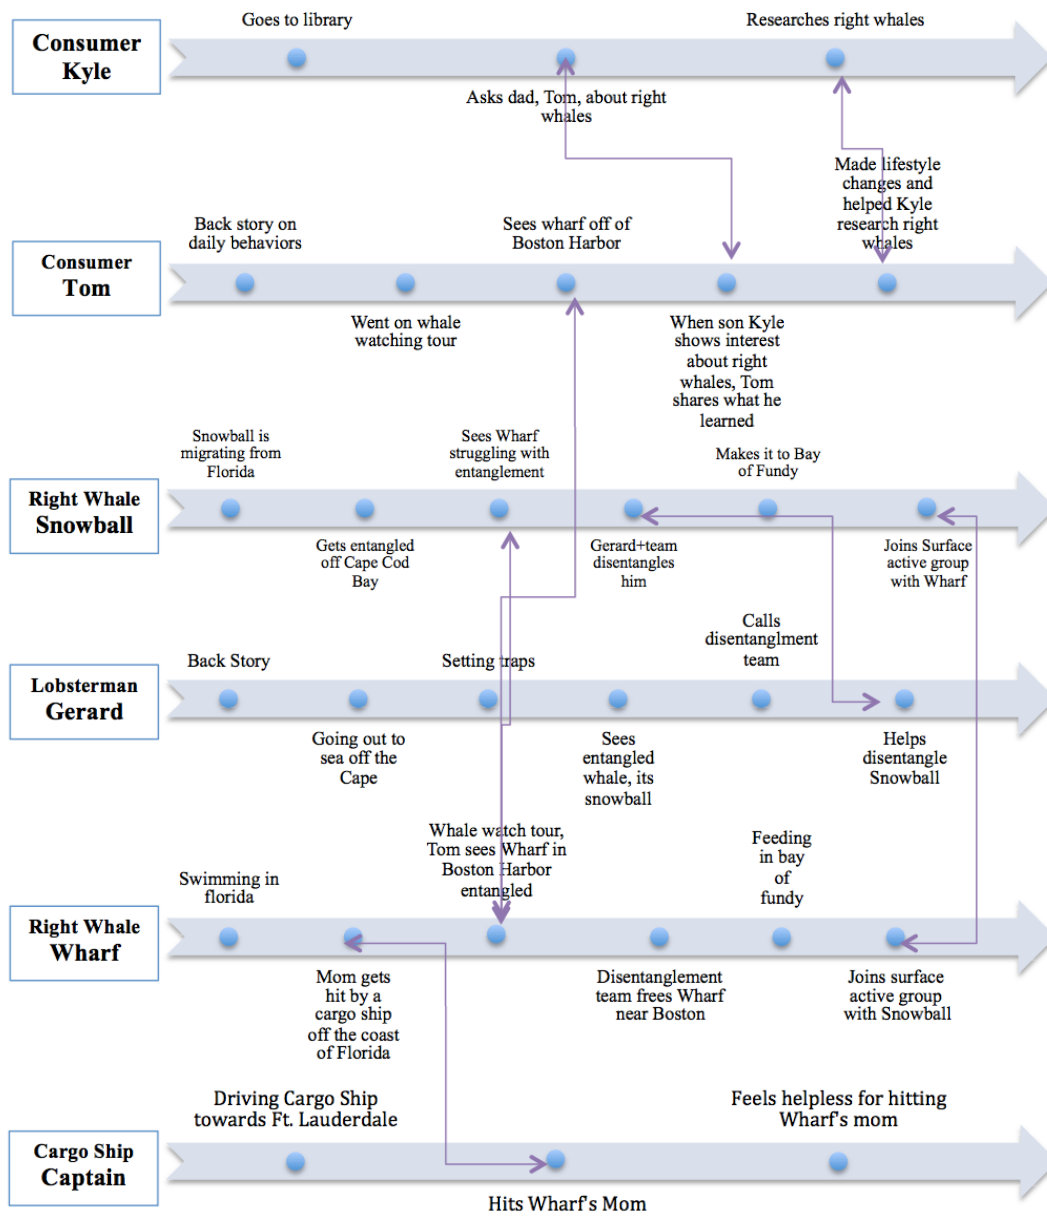 Goes to library
Researches right whales
Consumer
Kyle
Asks dad, Tom, about right
whales
Made lifestyle
changes and
helped Kyle
research right
whales
Back story on
daily behaviors
Sees wharf off of
Boston Harbor
Consumer
Tom
Went on whale
watching tour
When son Kyle
shows interest
about right
whales, Tom
shares what he
learned
Snowball is
migrating from
Florida
Sees Wharf
struggling with
entanglement
Makes it to Bay
of Fundy
Right Whale
Snowball
Gets entangled
off Cape Cod
Bay
Gerard+team
disentangles
him
Joins Surface
active group
with Wharf
Back Story
Setting traps
Calls
disentanglment
team
Lobsterman
Gerard
Going out to
sea off the
Cape
Sees
entangled
whale, its
snowball
Helps
disentangle
Snowball
Swimming in
florida
Whale watch tour,
Tom sees Wharf in
Boston Harbor
entangled
Feeding
in bay
of
fundy
Right Whale
Wharf
Mom gets
hit by a
cargo ship
off the coast
of Florida
Disentanglement
team frees Wharf
near Boston
Joins surface
active group
with Snowball
Driving Cargo Ship
towards Ft. Lauderdale
Feels helpless for hitting
Wharf's mom
Cargo Ship
Captain
Hits Wharf's Mom